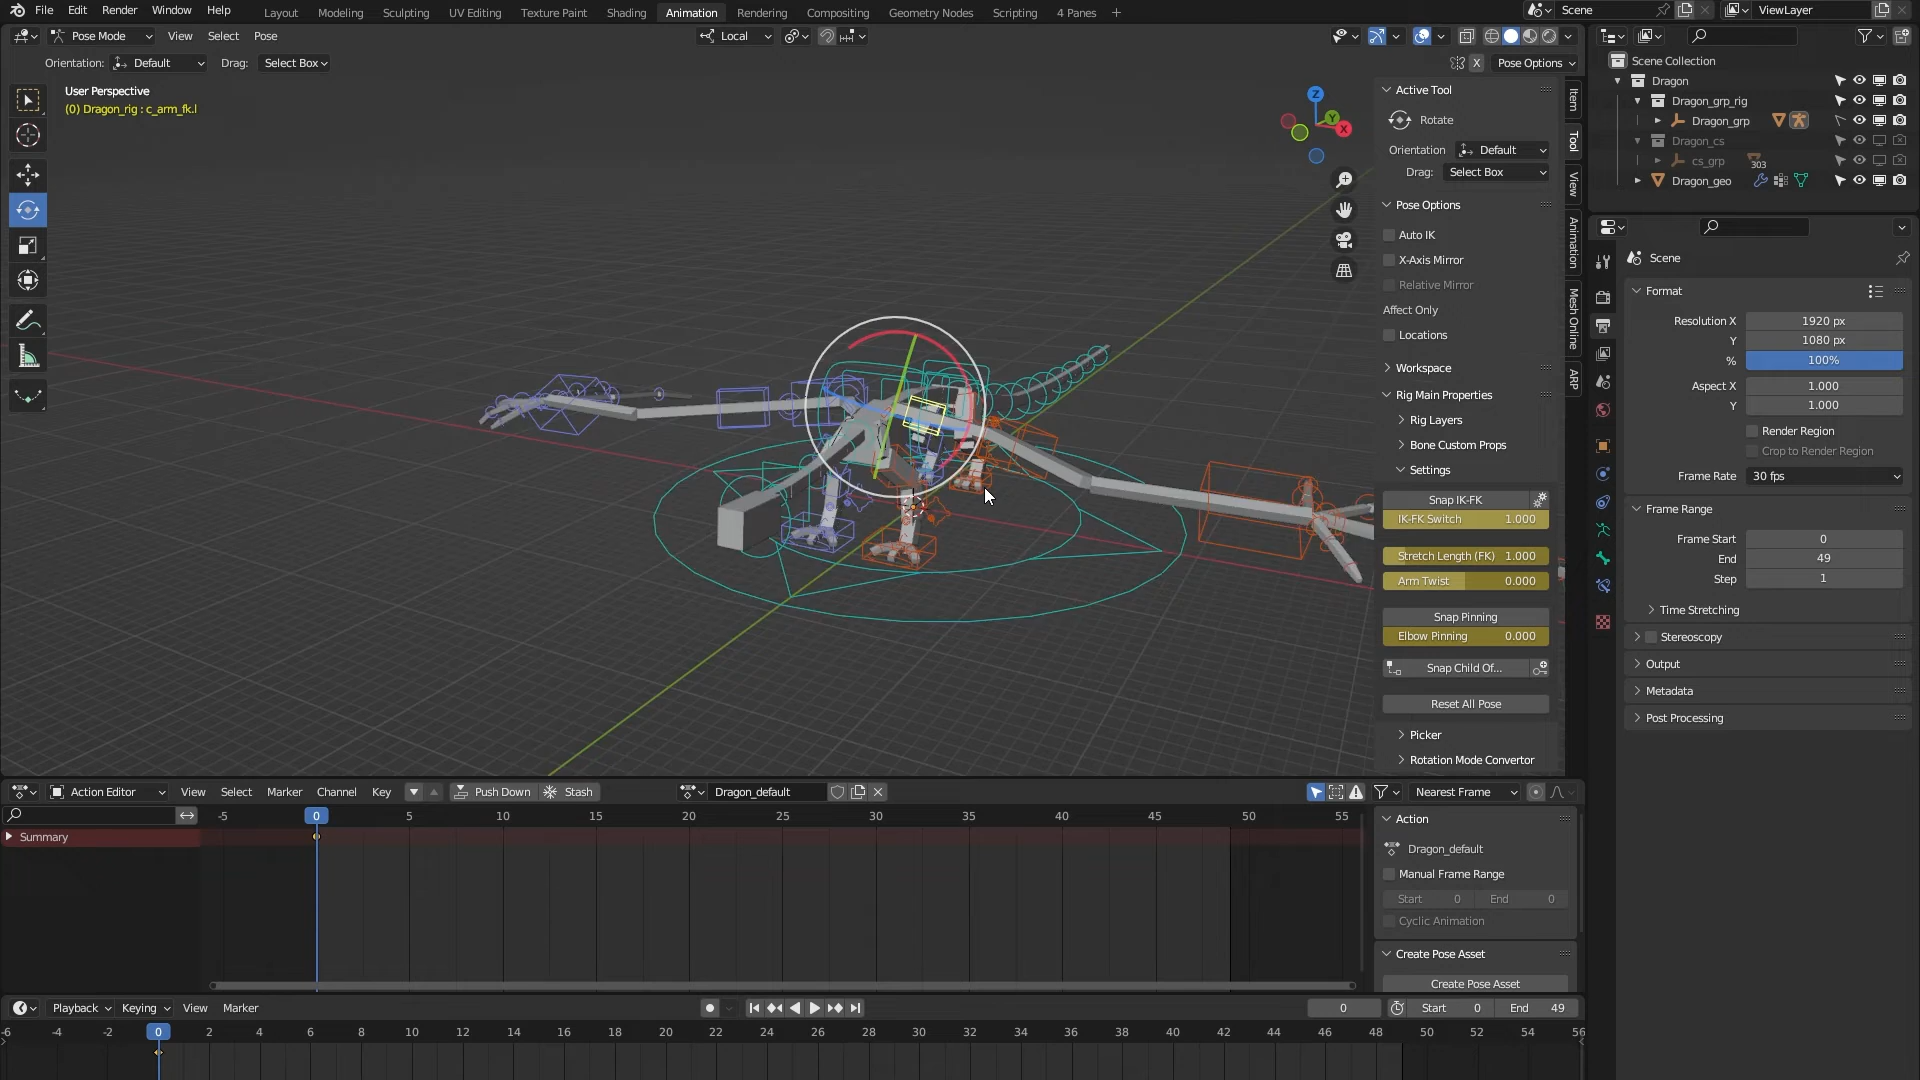 File Edit Render Window Help Layout Modeling Sculpting UV Editing Texture Paint Shading Animation Rendering Compositing Geometry Nodes Scripting 4 Panes + Scene ViewLayer
Pose Mode View Select Pose Local
Orientation: Default Drag: Select Box X Pose Options
User Perspective
(0) Dragon_rig : c_arm_fk.l
Z
Y
X
Active Tool
Rotate
Orientation Default
Drag: Select Box
Pose Options
Auto IK
X-Axis Mirror
Relative Mirror
Affect Only
Locations
Workspace
Rig Main Properties
Rig Layers
Bone Custom Props
Settings
Snap IK-FK
IK-FK Switch 1.000
Stretch Length (FK) 1.000
Arm Twist 0.000
Snap Pinning
Elbow Pinning 0.000
Snap Child Of...
Reset All Pose
Picker
Rotation Mode Convertor
Item
Tool
View
Animation
Mesh Online
ARP
Scene Collection
Dragon
Dragon_grp_rig
Dragon_grp
Dragon_cs
cs_grp 303
Dragon_geo
Scene
Format
Resolution X 1920 px
Y 1080 px
% 100%
Aspect X 1.000
Y 1.000
Render Region
Crop to Render Region
Frame Rate 30 fps
Frame Range
Frame Start 0
End 49
Step 1
Time Stretching
Stereoscopy
Output
Metadata
Post Processing
Action Editor View Select Marker Channel Key Push Down Stash Dragon_default Nearest Frame
-5 0 5 10 15 20 25 30 35 40 45 50 55
Summary
Action
Dragon_default
Manual Frame Range
Start 0 End 0
Cyclic Animation
Create Pose Asset
Create Pose Asset
Playback Keying View Marker 0 Start 0 End 49
-6 -4 -2 0 2 4 6 8 10 12 14 16 18 20 22 24 26 28 30 32 34 36 38 40 42 44 46 48 50 52 54 56